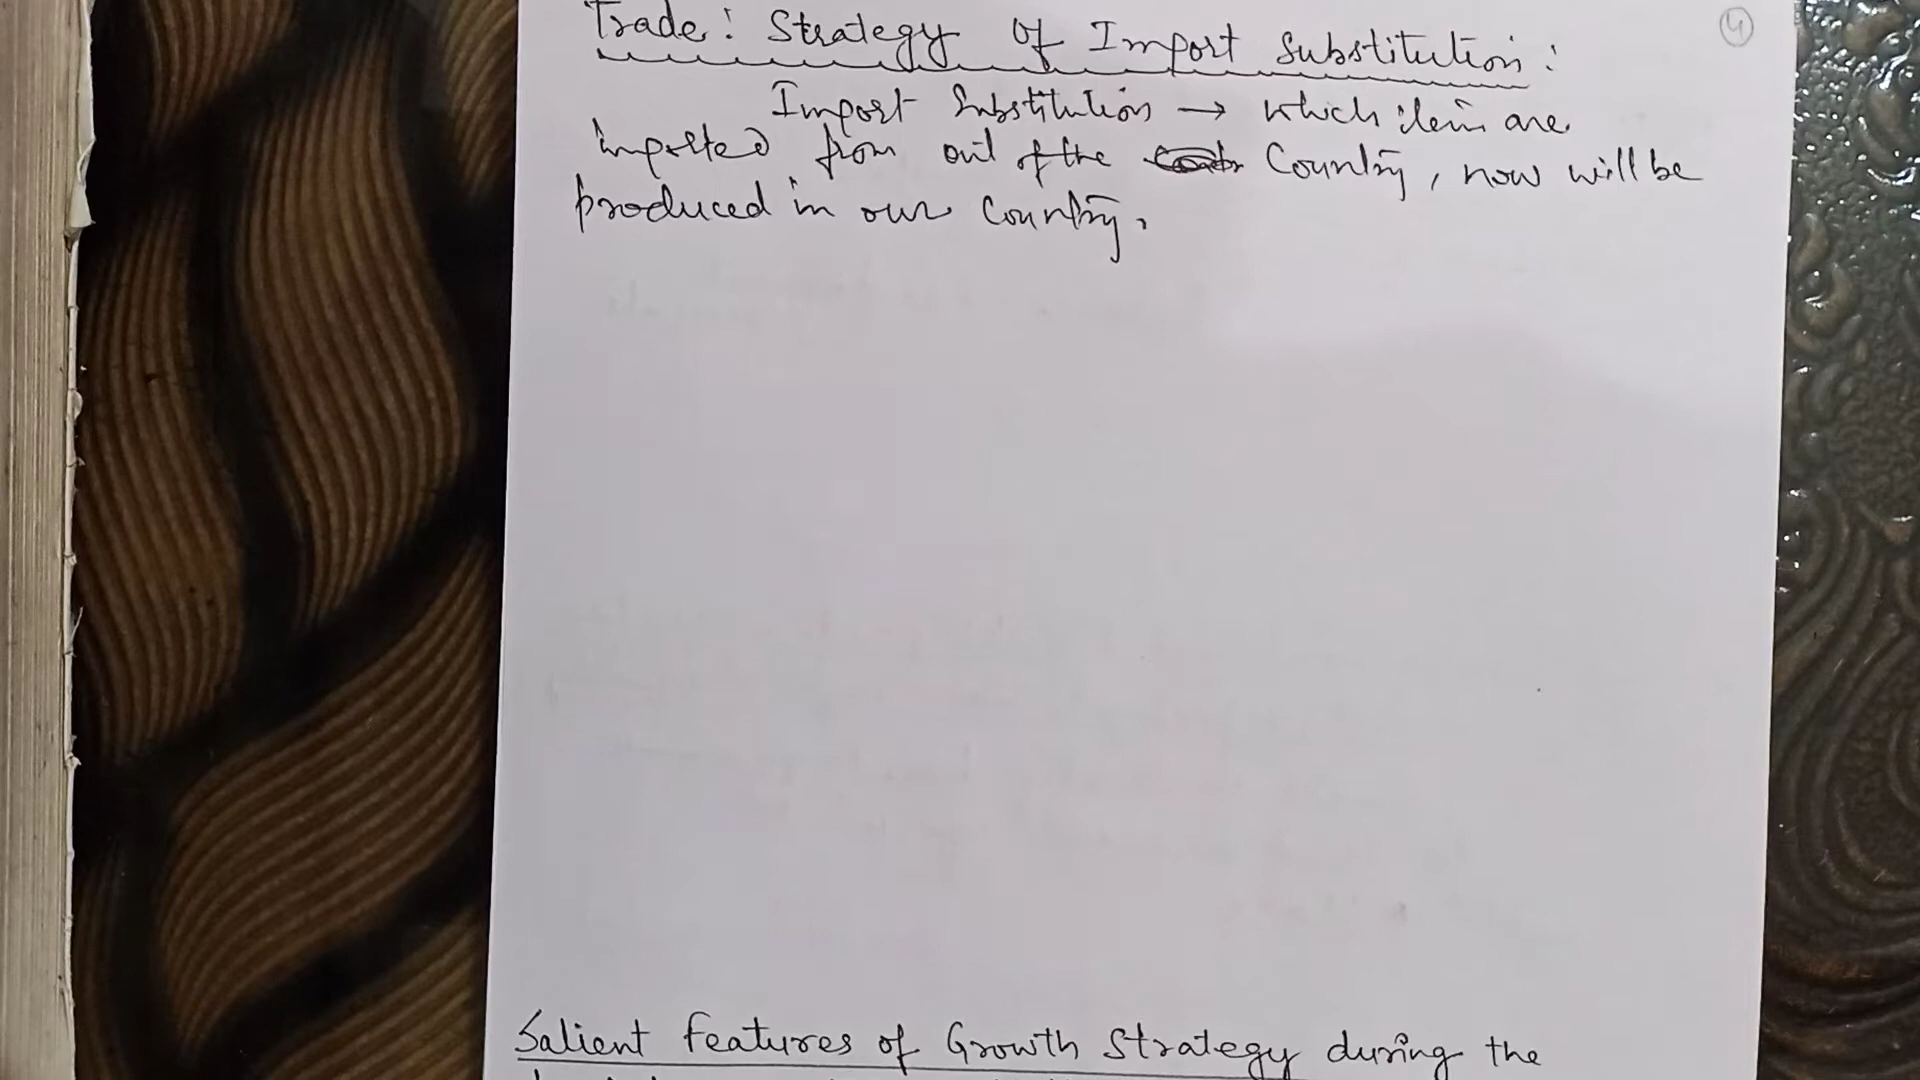 Trade: Strategy Of Import Substitution:
4
Import Substitution → which item are
imported from out of the Country, now will be
produced in our Country.
Salient features of Growth Strategy during the